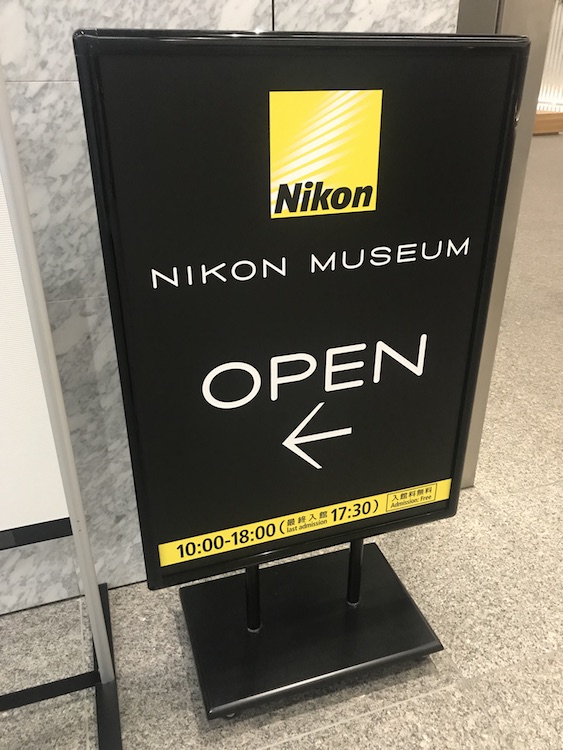 Nikon
NIKON MUSEUM
OPEN
←
10:00-18:00 (最終入館 last admission 17:30) 入館料無料 Admission: Free